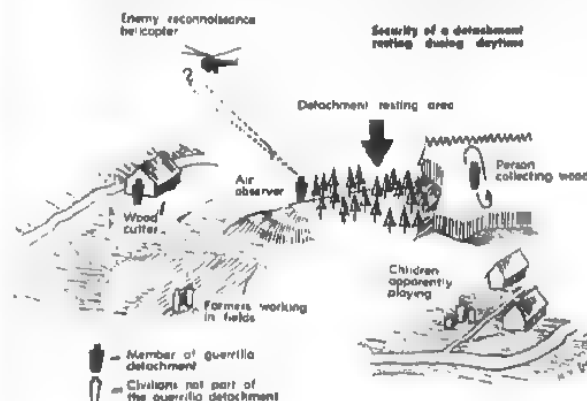 Enemy reconnoissance
helicopter
Security of a detachment
resting during daytime
Detachment resting area
Person
collecting wood
Air
observer
Wood
cutter
Children
apparently
playing
Farmers working
in fields
– Member of guerrilla
detachment
– Civilians not part of
the guerrilla detachment